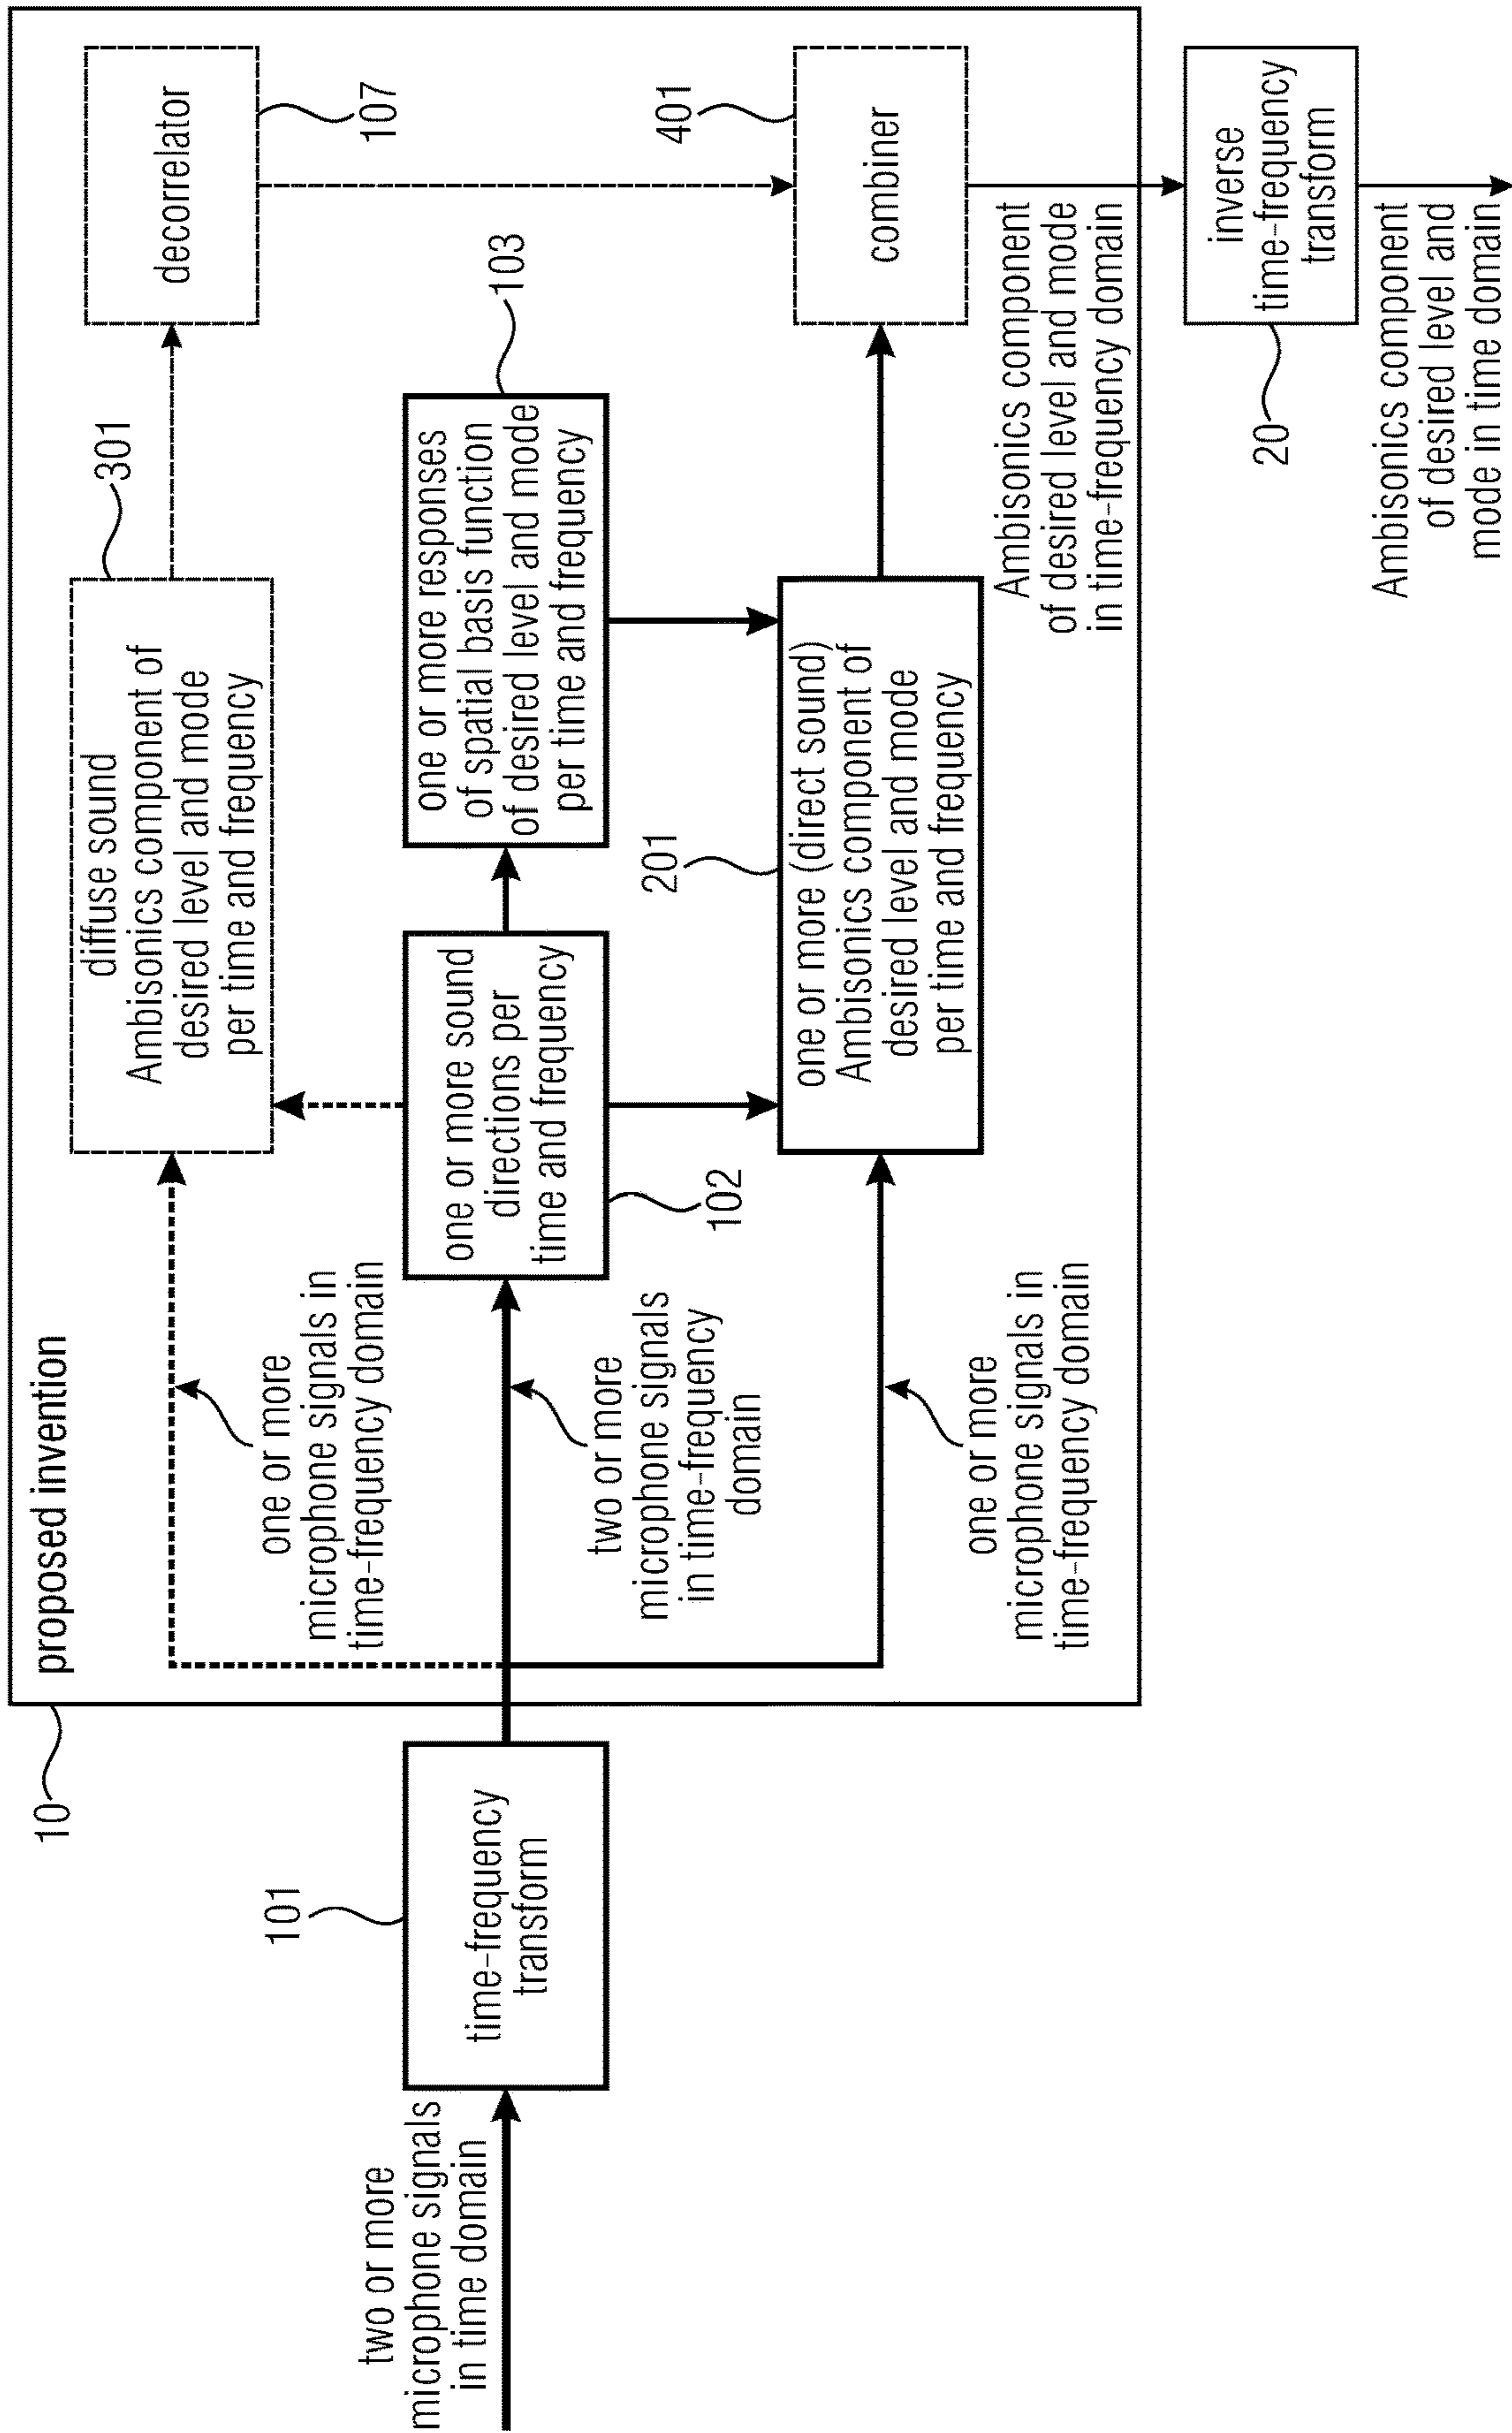 proposed invention
10
two or more
microphone signals
in time domain
101
time-frequency
transform
one or more
microphone signals in
time-frequency domain
two or more
microphone signals
in time-frequency
domain
one or more
microphone signals in
time-frequency domain
diffuse sound
Ambisonics component of
desired level and mode
per time and frequency
301
one or more sound
directions per
time and frequency
102
one or more responses
of spatial basis function
of desired level and mode
per time and frequency
103
201
one or more (direct sound)
Ambisonics component of
desired level and mode
per time and frequency
decorrelator
107
401
combiner
Ambisonics component
of desired level and mode
in time-frequency domain
inverse
time-frequency
transform
20
Ambisonics component
of desired level and
mode in time domain